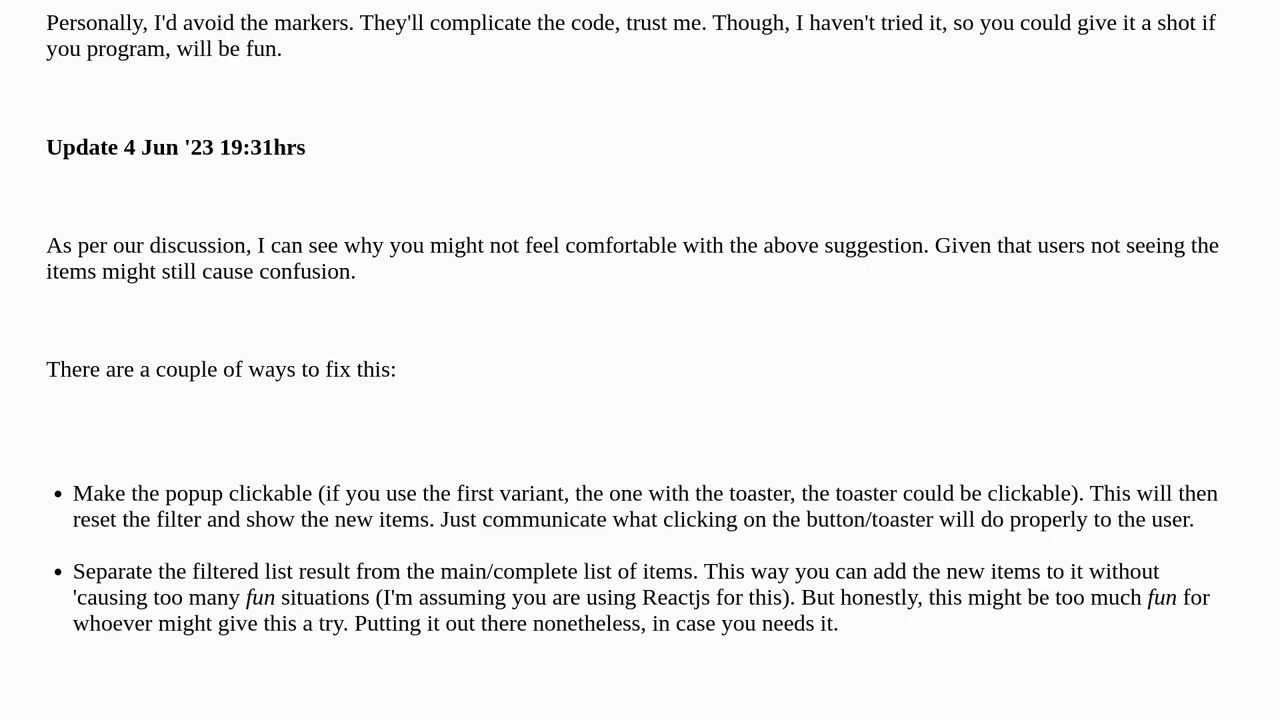 Personally, I'd avoid the markers. They'll complicate the code, trust me. Though, I haven't tried it, so you could give it a shot if
you program, will be fun.
Update 4 Jun '23 19:31hrs
As per our discussion, I can see why you might not feel comfortable with the above suggestion. Given that users not seeing the
items might still cause confusion.
There are a couple of ways to fix this:
• Make the popup clickable (if you use the first variant, the one with the toaster, the toaster could be clickable). This will then
reset the filter and show the new items. Just communicate what clicking on the button/toaster will do properly to the user.
• Separate the filtered list result from the main/complete list of items. This way you can add the new items to it without
'causing too many fun situations (I'm assuming you are using Reactjs for this). But honestly, this might be too much fun for
whoever might give this a try. Putting it out there nonetheless, in case you needs it.